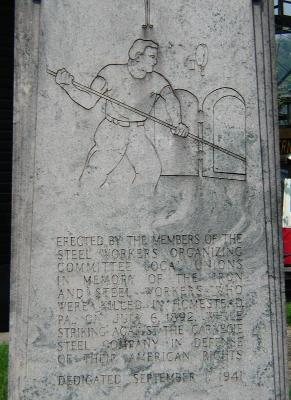 ERECTED BY THE MEMBERS OF THE
STEEL WORKERS ORGANIZING
COMMITTEE LOCAL UNIONS
IN MEMORY OF THE IRON
AND STEEL WORKERS WHO
WERE KILLED IN HOMESTEAD
PA. ON JULY 6, 1892, WHILE
STRIKING AGAINST THE CARNEGIE
STEEL COMPANY IN DEFENSE
OF THEIR AMERICAN RIGHTS
DEDICATED SEPTEMBER 1941